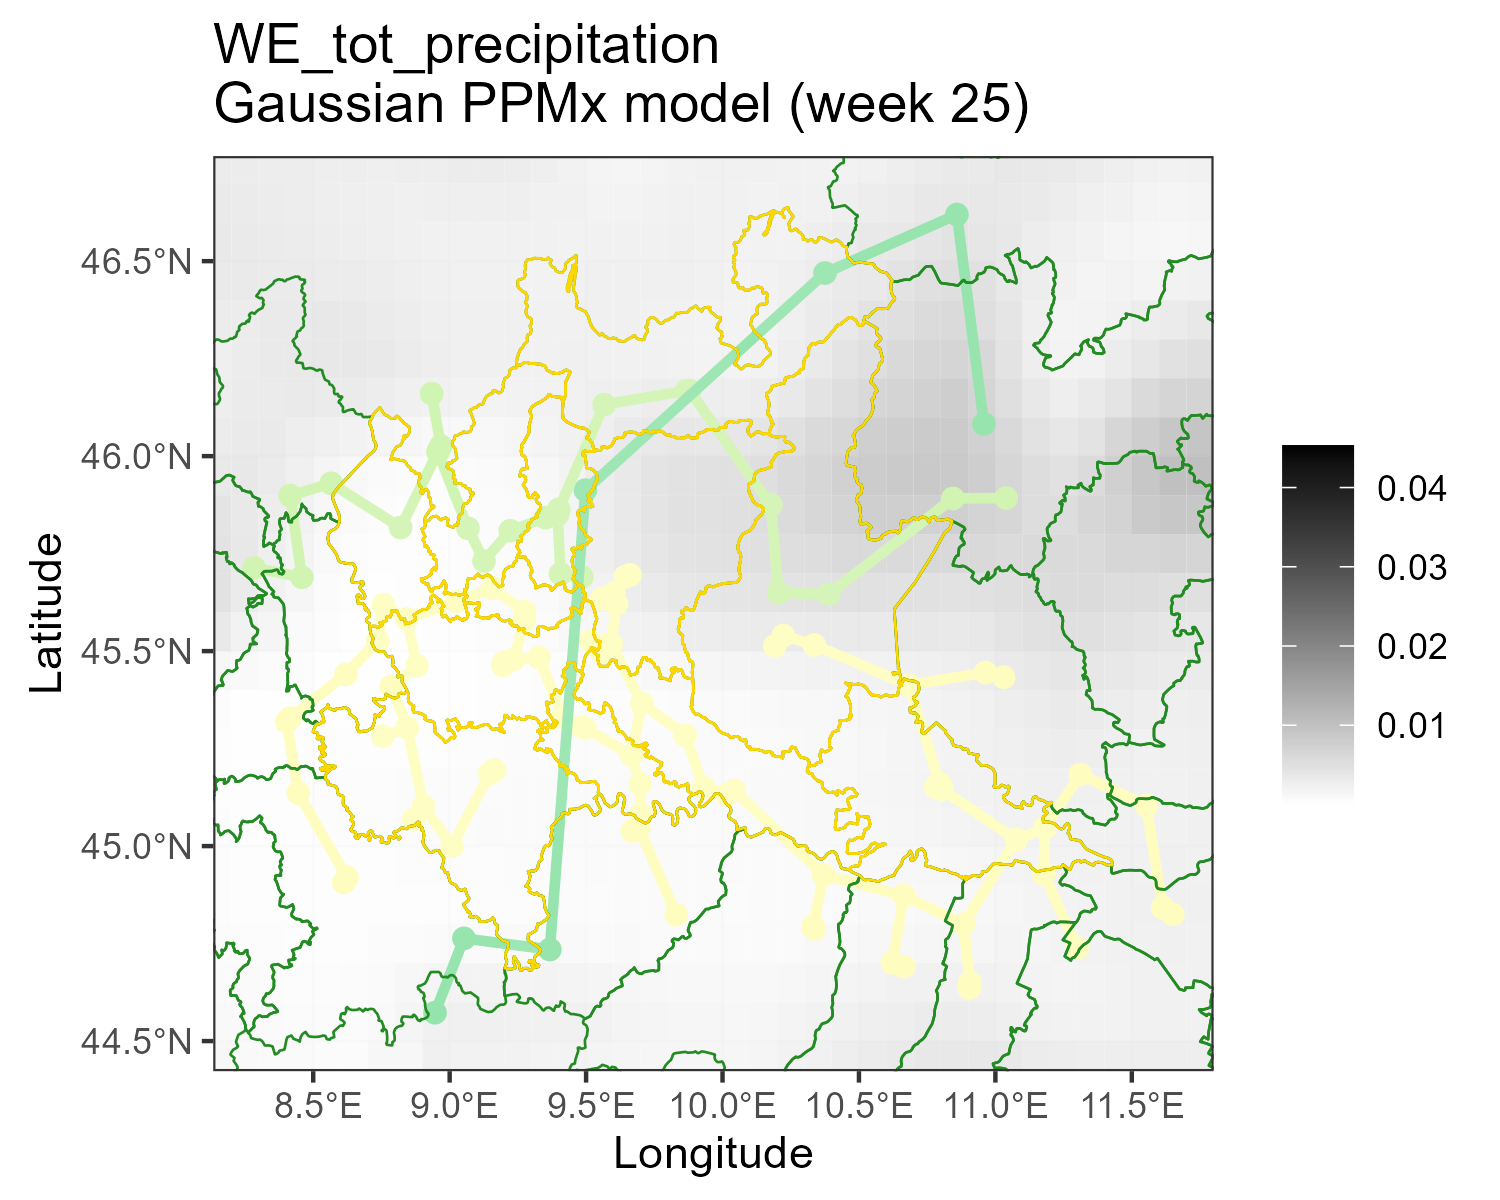 WE_tot_precipitation
Gaussian PPMx model (week 25)
46.5°N
46.0°N
45.5°N
45.0°N
44.5°N
Latitude
8.5°E 9.0°E 9.5°E 10.0°E 10.5°E 11.0°E 11.5°E
Longitude
0.04
0.03
0.02
0.01